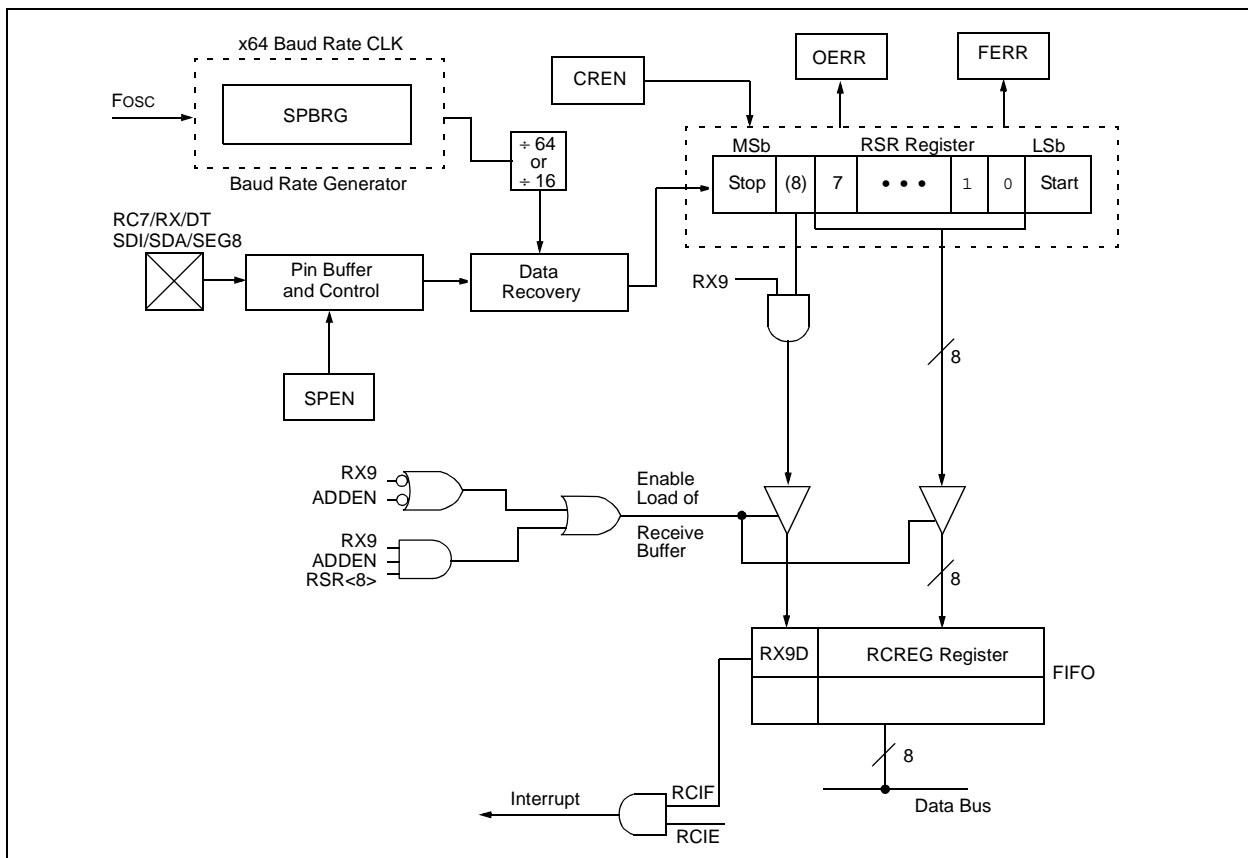 x64 Baud Rate CLK
FOSC
SPBRG
Baud Rate Generator
÷ 64
or
÷ 16
CREN
OERR
FERR
MSb
RSR Register
LSb
Stop
(8)
7
• • •
1
0
Start
RC7/RX/DT
SDI/SDA/SEG8
Pin Buffer
and Control
Data
Recovery
SPEN
RX9
8
RX9
ADDEN
RX9
ADDEN
RSR<8>
Enable
Load of
Receive
Buffer
8
RX9D
RCREG Register
FIFO
8
Data Bus
Interrupt
RCIF
RCIE